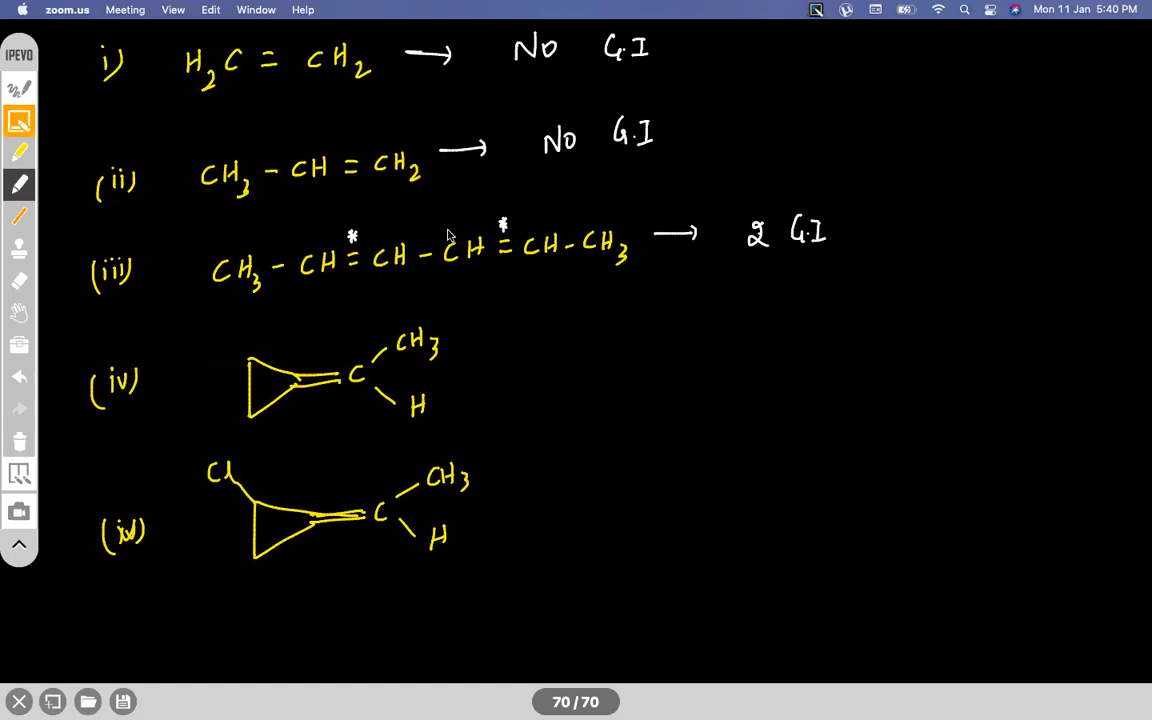 zoom.us Meeting View Edit Window Help Mon 11 Jan 5:40 PM
IPEVO
i) H₂C = CH₂ → No G.I
(ii) CH₃ - CH = CH₂ → No G.I
(iii) CH₃ - CH = CH - CH = CH - CH₃ → 2 G.I
* *
(iv) C CH₃
H
Cl
C CH₃
H
70 / 70